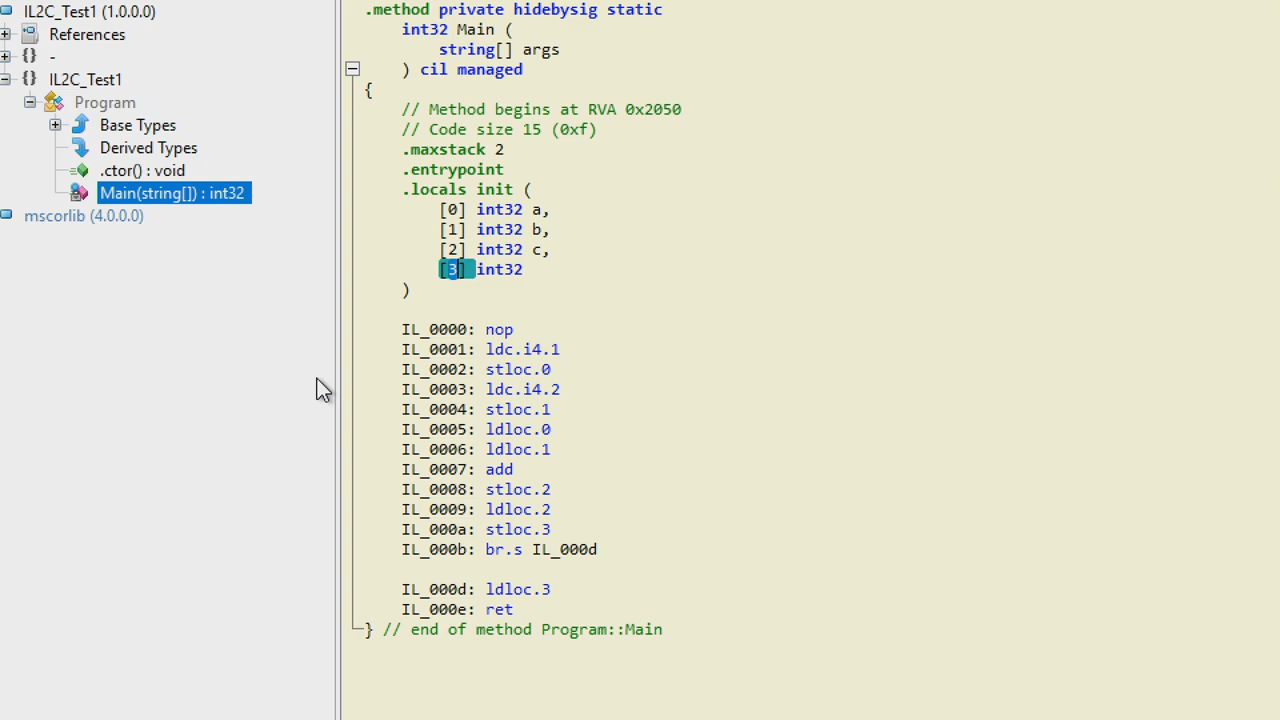 IL2C_Test1 (1.0.0.0)
References
{} -
{} IL2C_Test1
Program
Base Types
Derived Types
.ctor() : void
Main(string[]) : int32
mscorlib (4.0.0.0)
.method private hidebysig static
int32 Main (
string[] args
) cil managed
{
// Method begins at RVA 0x2050
// Code size 15 (0xf)
.maxstack 2
.entrypoint
.locals init (
[0] int32 a,
[1] int32 b,
[2] int32 c,
[3] int32
)
IL_0000: nop
IL_0001: ldc.i4.1
IL_0002: stloc.0
IL_0003: ldc.i4.2
IL_0004: stloc.1
IL_0005: ldloc.0
IL_0006: ldloc.1
IL_0007: add
IL_0008: stloc.2
IL_0009: ldloc.2
IL_000a: stloc.3
IL_000b: br.s IL_000d
IL_000d: ldloc.3
IL_000e: ret
} // end of method Program::Main